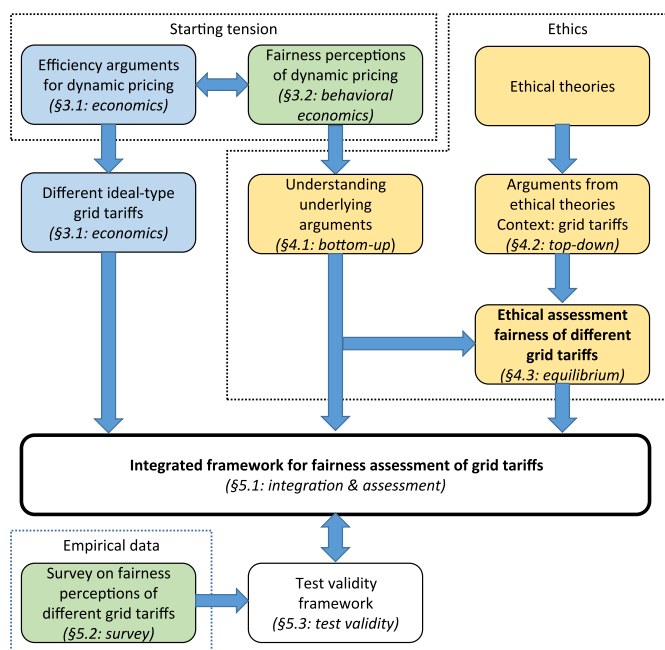 Starting tension
Ethics
Efficiency arguments
for dynamic pricing
(§3.1: economics)
Fairness perceptions
of dynamic pricing
(§3.2: behavioral
economics)
Ethical theories
Different ideal-type
grid tariffs
(§3.1: economics)
Understanding
underlying
arguments
(§4.1: bottom-up)
Arguments from
ethical theories
Context: grid tariffs
(§4.2: top-down)
Ethical assessment
fairness of different
grid tariffs
(§4.3: equilibrium)
Integrated framework for fairness assessment of grid tariffs
(§5.1: integration & assessment)
Empirical data
Survey on fairness
perceptions of
different grid tariffs
(§5.2: survey)
Test validity
framework
(§5.3: test validity)